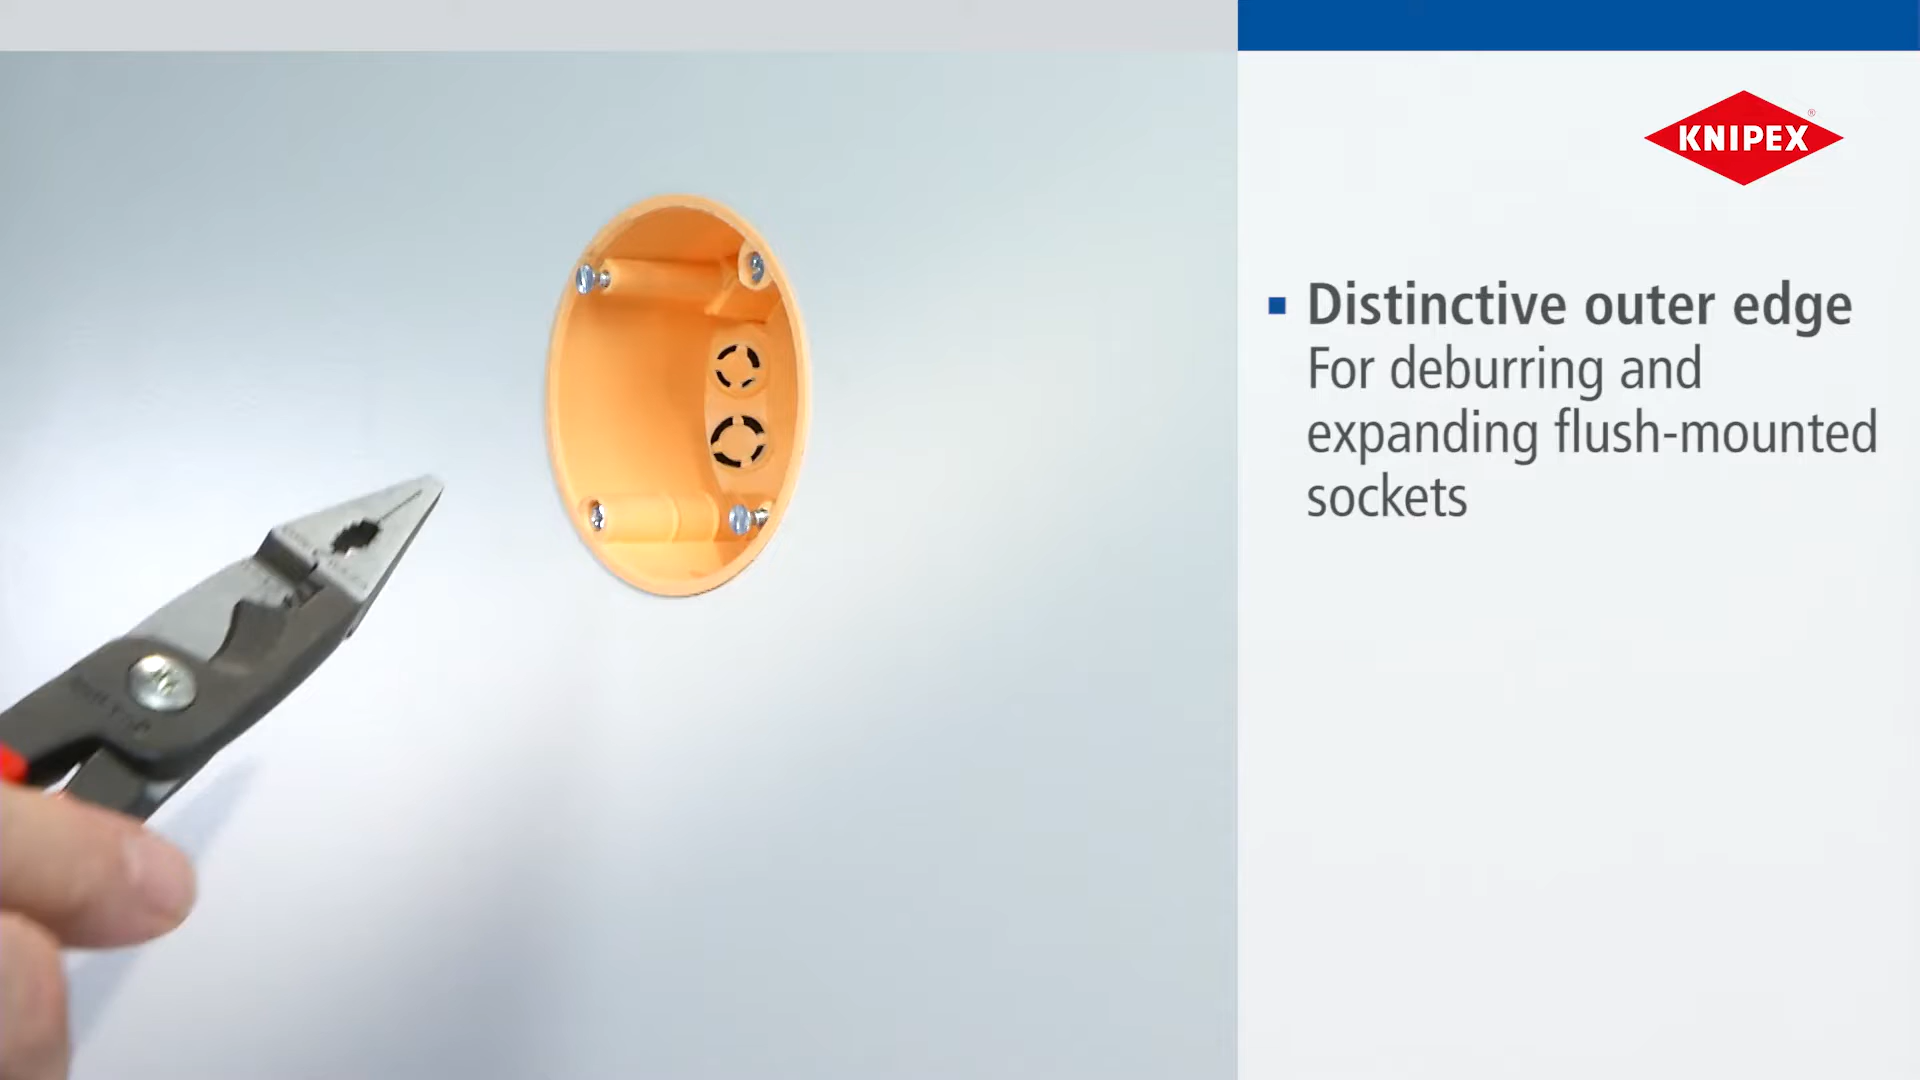 KNIPEX®
Distinctive outer edge
For deburring and
expanding flush-mounted
sockets